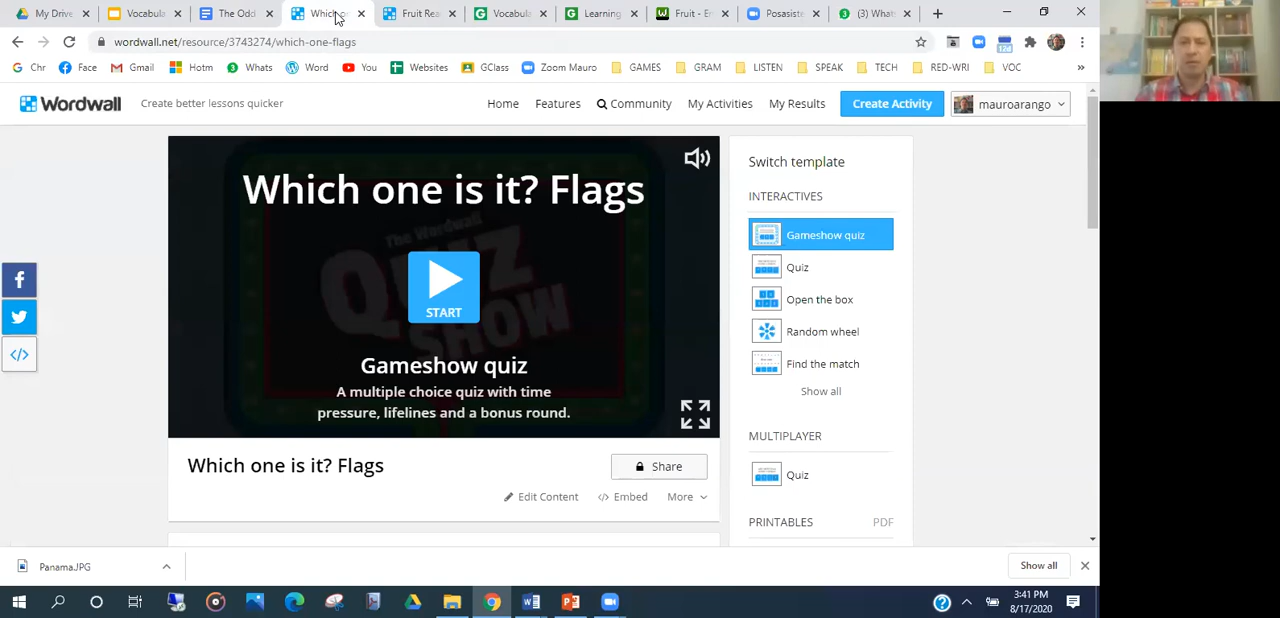 My Drive
Vocabula
The Odd
Which o
Fruit Rea
Vocabula
Learning
Fruit - E
Posasiste
(3) What
wordwall.net/resource/3743274/which-one-flags
12d
Chr
Face
Gmail
Hotm
Whats
Word
You
Websites
GClass
Zoom Mauro
GAMES
GRAM
LISTEN
SPEAK
TECH
RED-WRI
VOC
»
Wordwall
Create better lessons quicker
Home
Features
Community
My Activities
My Results
Create Activity
mauroarango
Which one is it? Flags
The Wordwall
QUIZ
SHOW
START
Gameshow quiz
A multiple choice quiz with time
pressure, lifelines and a bonus round.
Which one is it? Flags
Share
Edit Content
</> Embed
More
Switch template
INTERACTIVES
Gameshow quiz
Quiz
Open the box
Random wheel
Find the match
Show all
MULTIPLAYER
Quiz
PRINTABLES
PDF
Panama.JPG
Show all
3:41 PM
8/17/2020